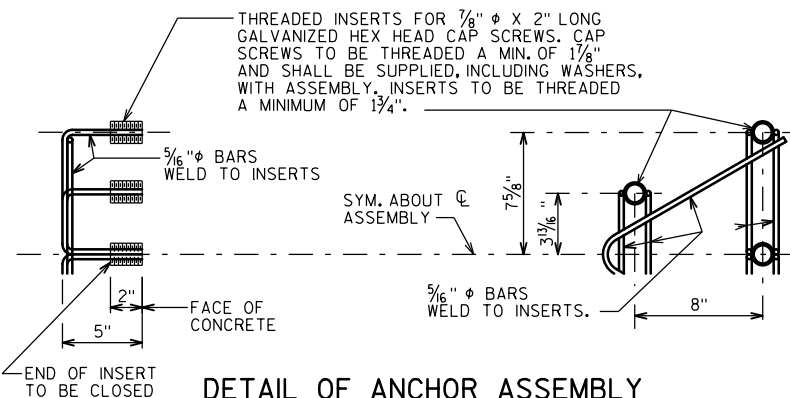 THREADED INSERTS FOR 7/8" φ X 2" LONG
GALVANIZED HEX HEAD CAP SCREWS. CAP
SCREWS TO BE THREADED A MIN. OF 1 7/8"
AND SHALL BE SUPPLIED, INCLUDING WASHERS,
WITH ASSEMBLY. INSERTS TO BE THREADED
A MINIMUM OF 1 3/4".
5/16" φ BARS
WELD TO INSERTS
SYM. ABOUT ℄
ASSEMBLY
7 5/8"
3 13/16"
5/16" φ BARS
WELD TO INSERTS.
8"
2"
5"
FACE OF
CONCRETE
END OF INSERT
TO BE CLOSED
DETAIL OF ANCHOR ASSEMBLY